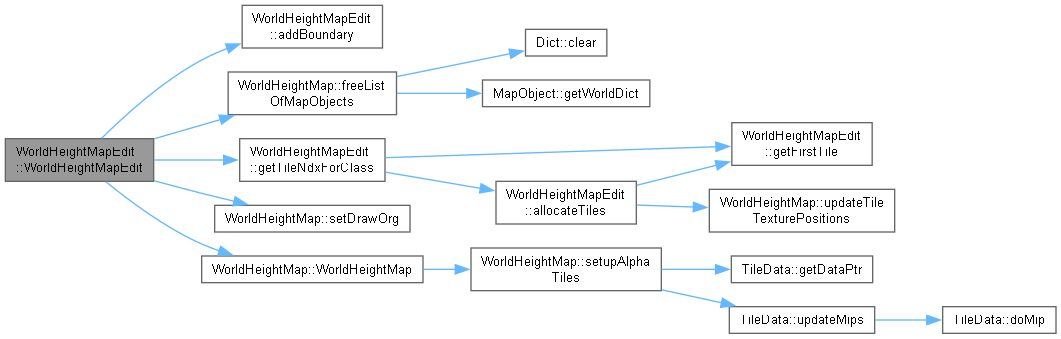 WorldHeightMapEdit
::WorldHeightMapEdit
WorldHeightMapEdit
::addBoundary
WorldHeightMap::freeList
OfMapObjects
Dict::clear
MapObject::getWorldDict
WorldHeightMapEdit
::getTileNdxForClass
WorldHeightMapEdit
::getFirstTile
WorldHeightMapEdit
::allocateTiles
WorldHeightMap::updateTile
TexturePositions
WorldHeightMap::setDrawOrg
WorldHeightMap::WorldHeightMap
WorldHeightMap::setupAlpha
Tiles
TileData::getDataPtr
TileData::updateMips
TileData::doMip